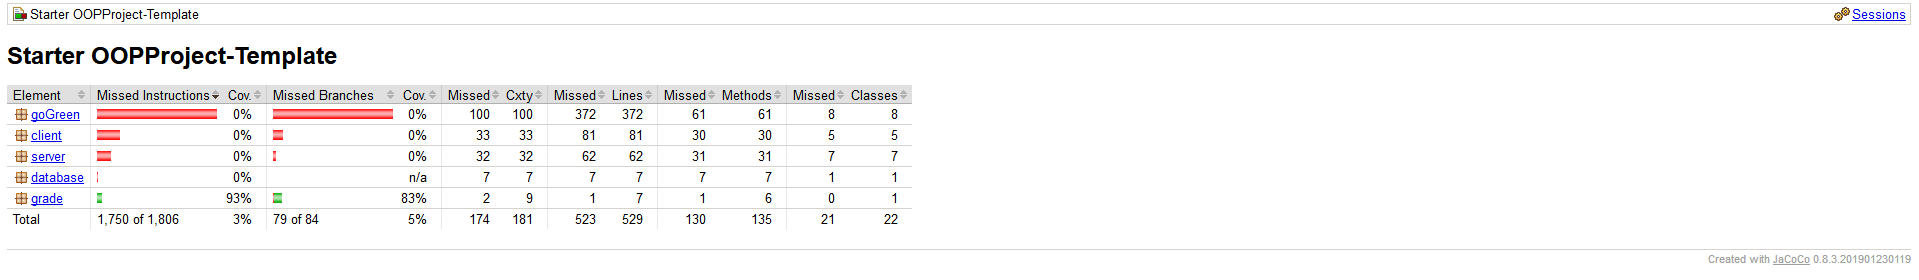 Starter OOPProject-Template Sessions
Starter OOPProject-Template
Element Missed Instructions Cov. Missed Branches Cov. Missed Cxty Missed Lines Missed Methods Missed Classes
goGreen 0% 0% 100 100 372 372 61 61 8 8
client 0% 0% 33 33 81 81 30 30 5 5
server 0% 0% 32 32 62 62 31 31 7 7
database 0% n/a 7 7 7 7 7 7 1 1
grade 93% 83% 2 9 1 7 1 6 0 1
Total 1,750 of 1,806 3% 79 of 84 5% 174 181 523 529 130 135 21 22
Created with JaCoCo 0.8.3.201901230119